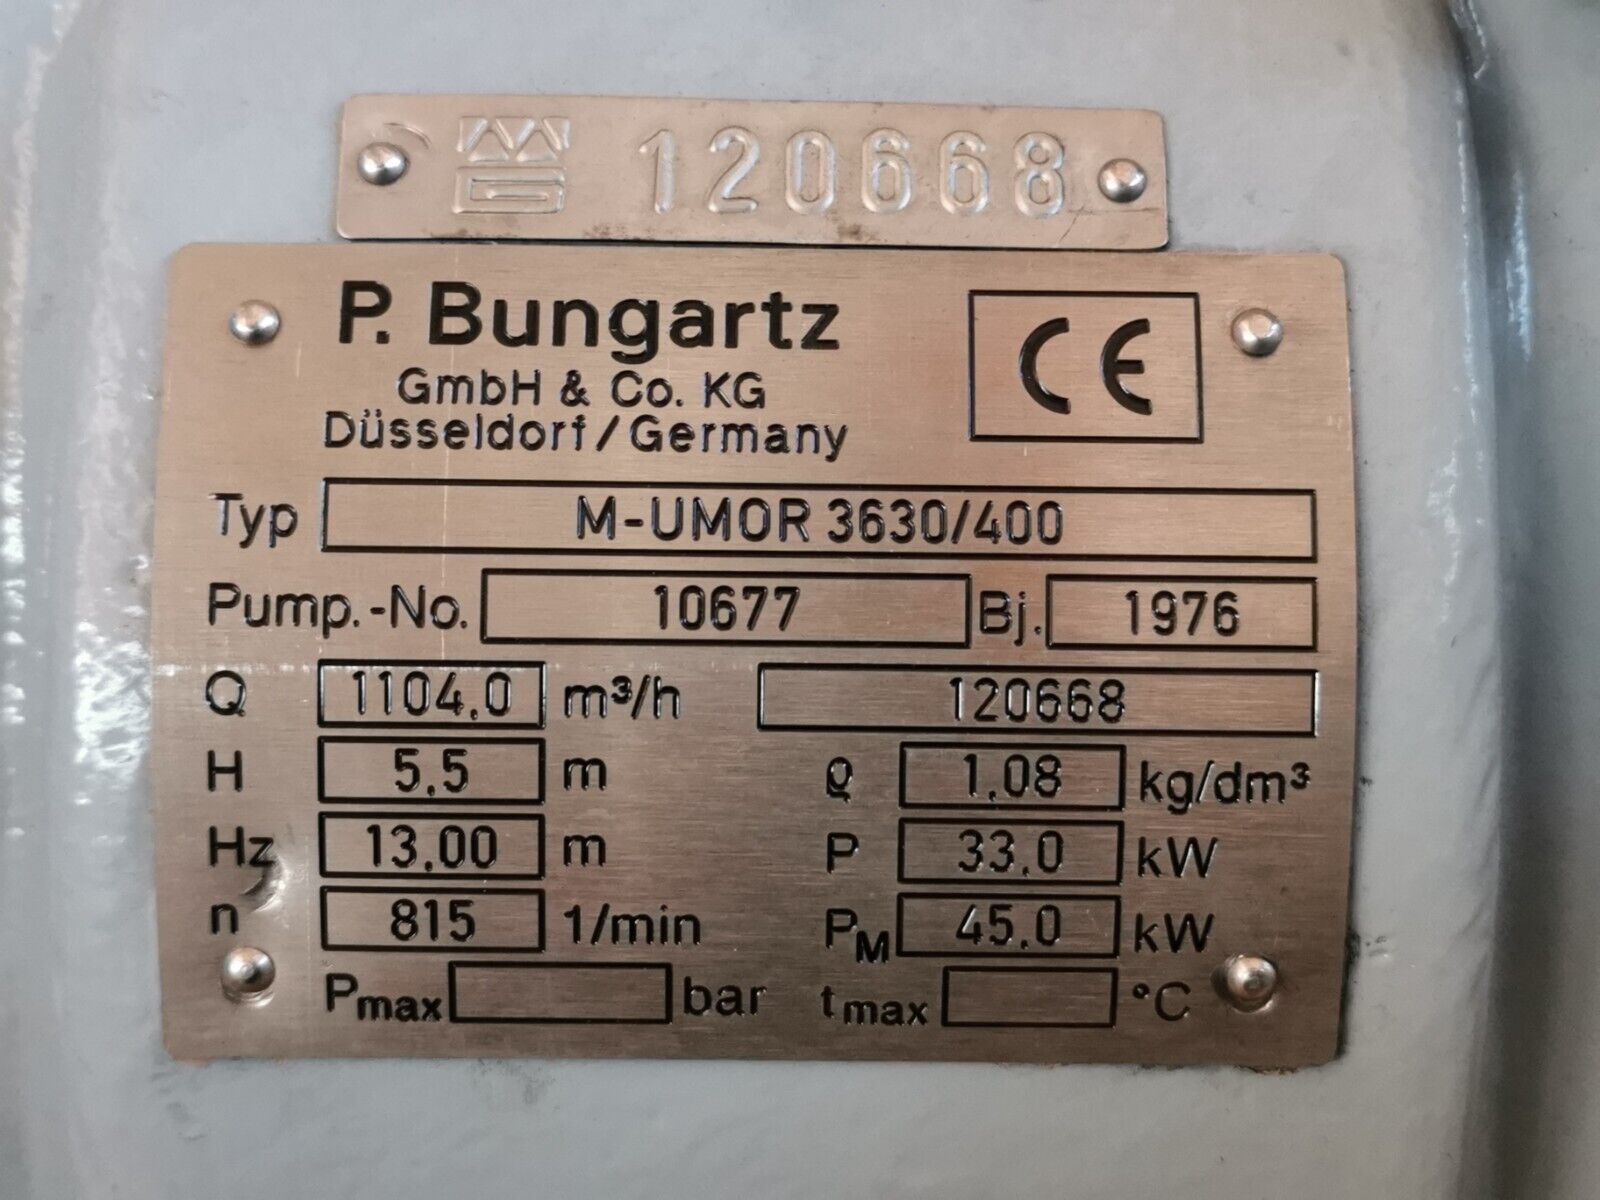 MG 120668
P. Bungartz
GmbH & Co. KG
Düsseldorf/Germany
CE
Typ M-UMOR 3630/400
Pump.-No. 10677 Bj. 1976
Q 1104,0 m³/h 120668
H 5,5 m ϱ 1,08 kg/dm³
Hz 13,00 m P 33,0 kW
n 815 1/min PM 45,0 kW
Pmax bar tmax °C